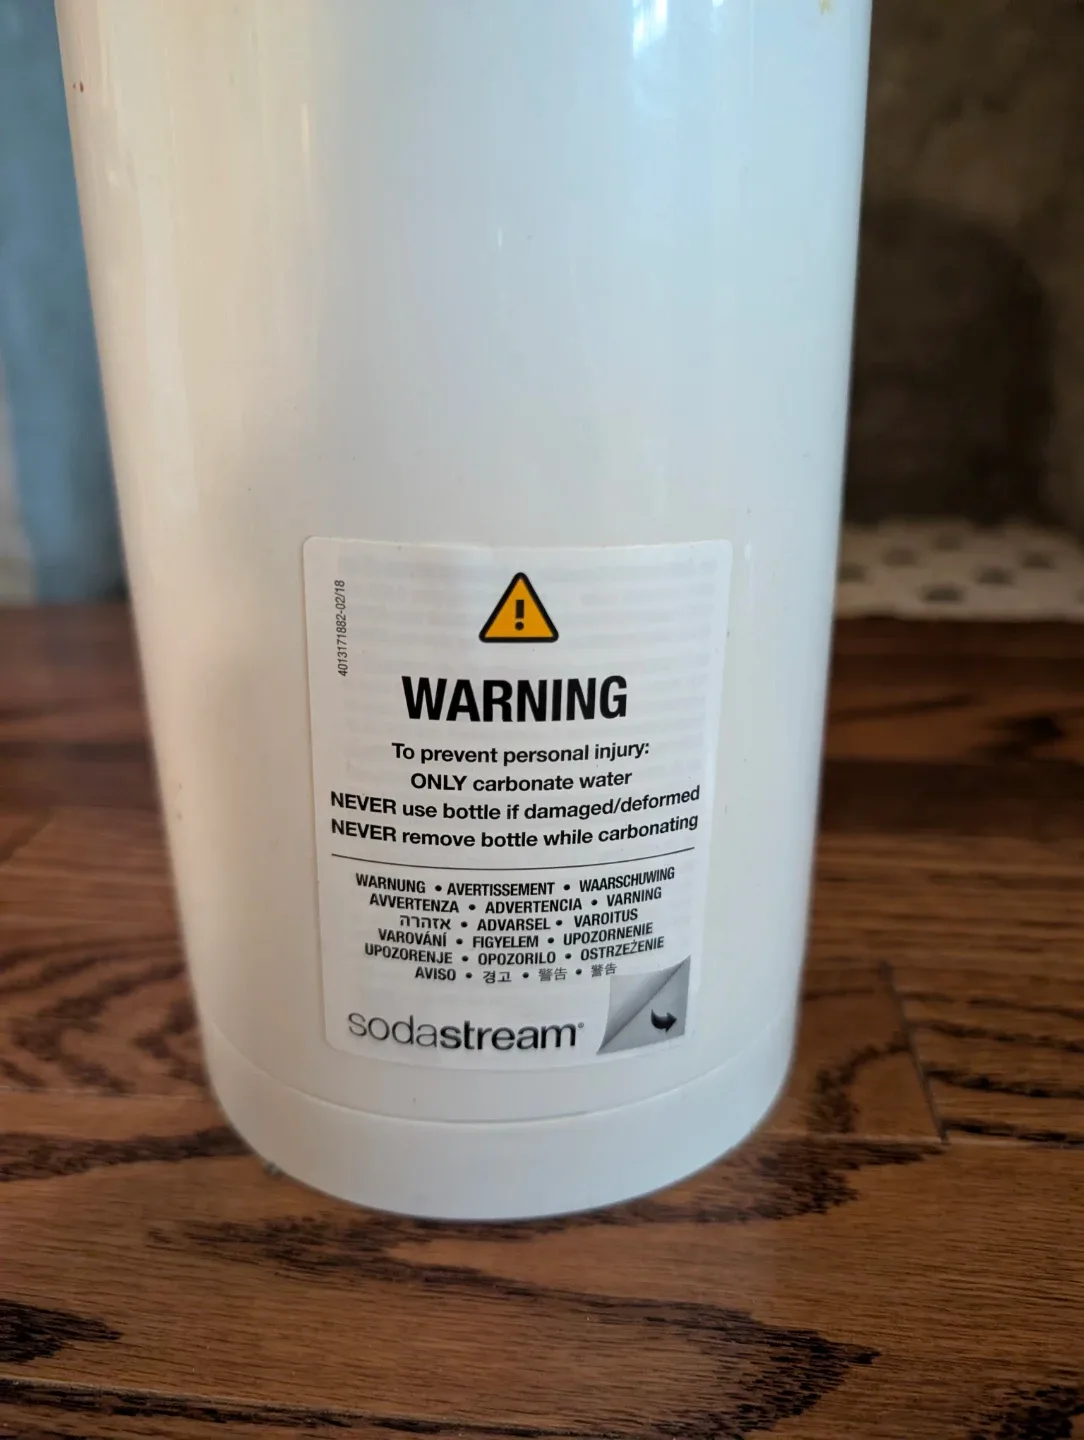 4013171882-02/18
WARNING
To prevent personal injury:
ONLY carbonate water
NEVER use bottle if damaged/deformed
NEVER remove bottle while carbonating
WARNUNG • AVERTISSEMENT • WAARSCHUWING
AVVERTENZA • ADVERTENCIA • VARNING
אזהרה • ADVARSEL • VAROITUS
VAROVÁNÍ • FIGYELEM • UPOZORNENIE
UPOZORENJE • OPOZORILO • OSTRZEŻENIE
AVISO • 경고 • 警告 • 警告
sodastream®